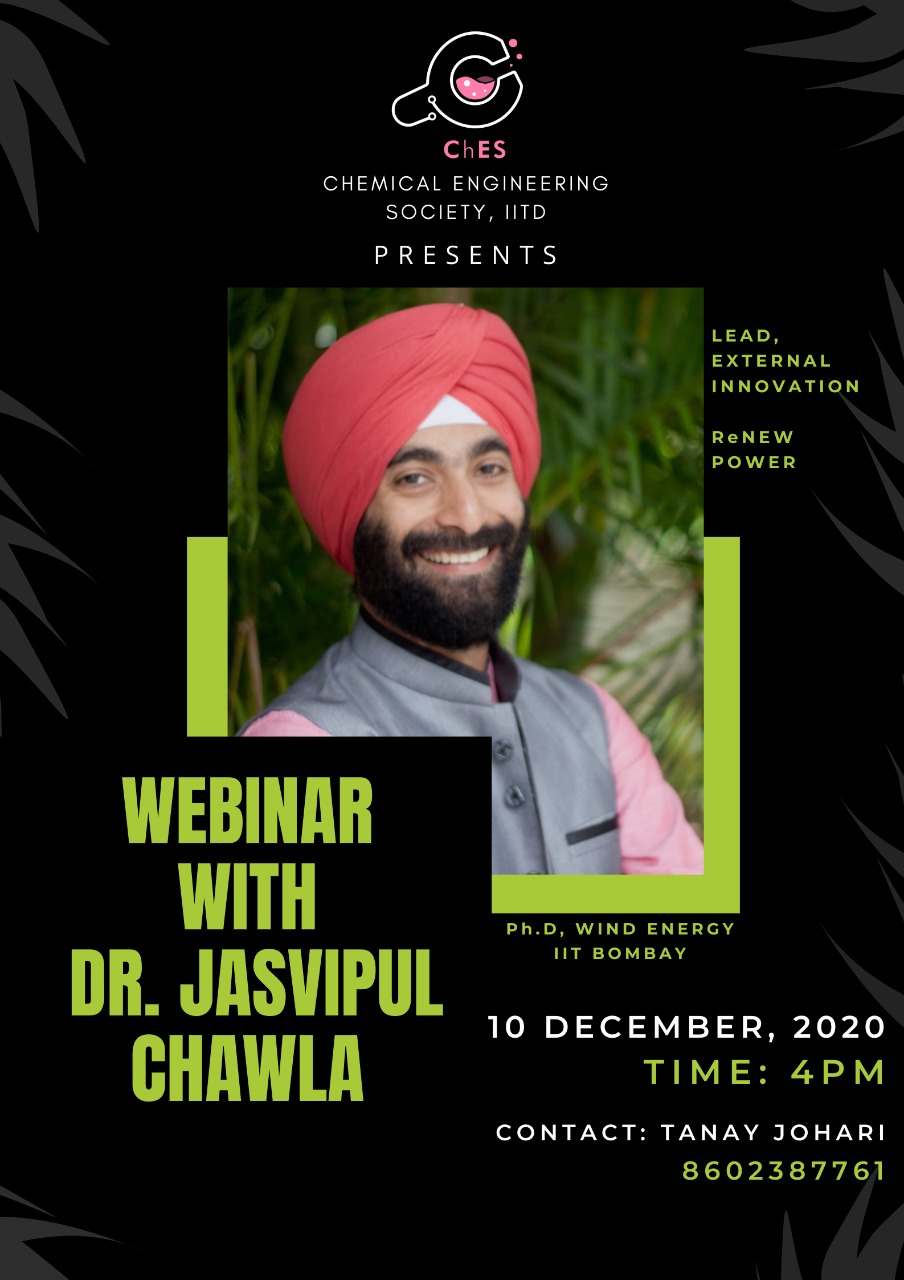 ChES
CHEMICAL ENGINEERING
SOCIETY, IITD
PRESENTS
LEAD,
EXTERNAL
INNOVATION
ReNEW
POWER
WEBINAR
WITH
DR. JASVIPUL
CHAWLA
Ph.D, WIND ENERGY
IIT BOMBAY
10 DECEMBER, 2020
TIME: 4PM
CONTACT: TANAY JOHARI
8602387761